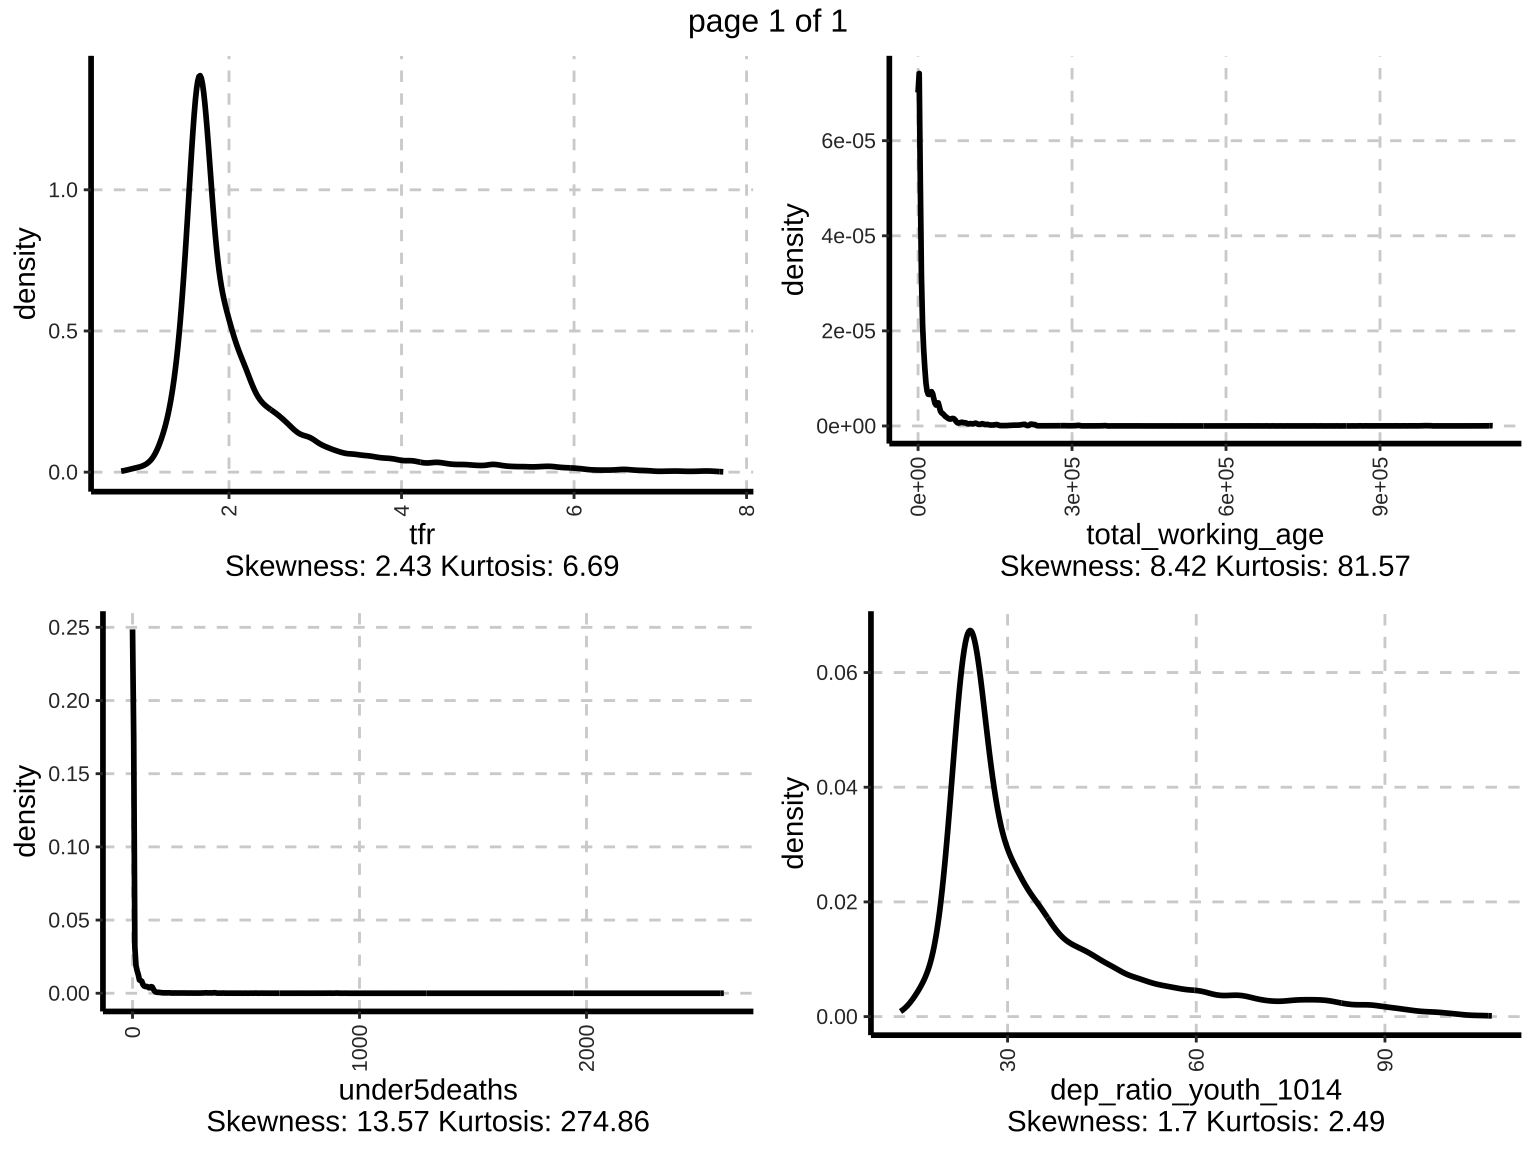 page 1 of 1
density
1.0
0.5
0.0
2
4
6
8
tfr
Skewness: 2.43 Kurtosis: 6.69
density
6e-05
4e-05
2e-05
0e+00
0e+00
3e+05
6e+05
9e+05
total_working_age
Skewness: 8.42 Kurtosis: 81.57
density
0.25
0.20
0.15
0.10
0.05
0.00
0
1000
2000
under5deaths
Skewness: 13.57 Kurtosis: 274.86
density
0.06
0.04
0.02
0.00
30
60
90
dep_ratio_youth_1014
Skewness: 1.7 Kurtosis: 2.49